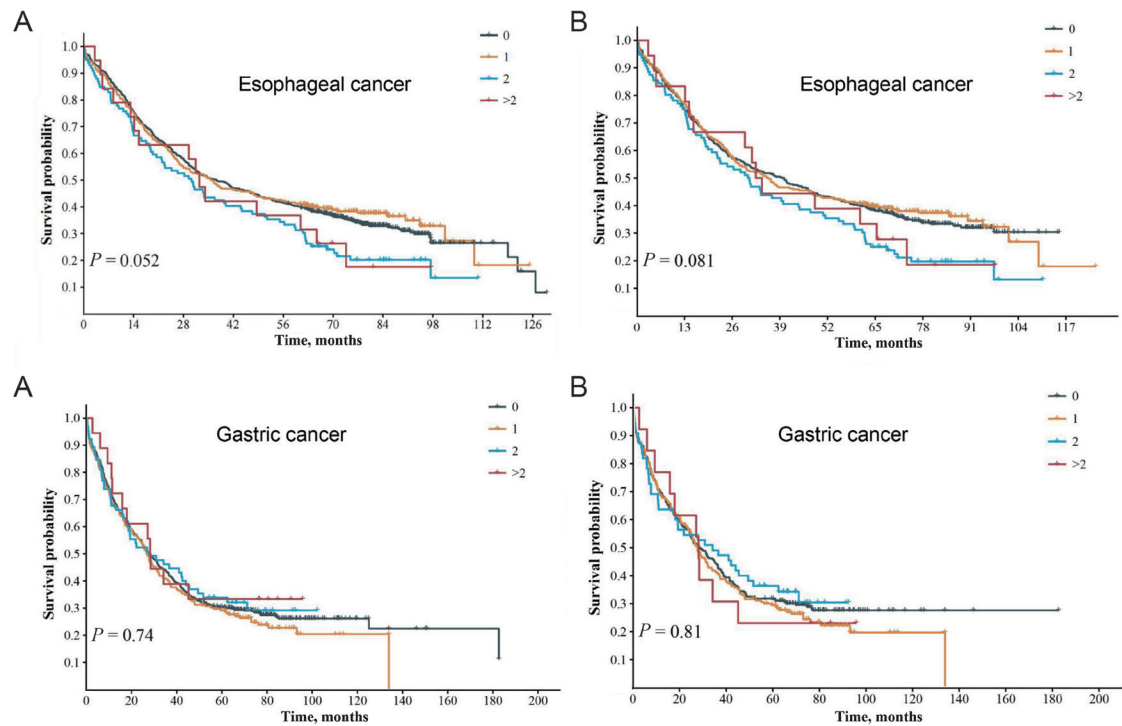 A
B
0
1
2
>2
Esophageal cancer
1.0
0.9
0.8
0.7
0.6
0.5
0.4
0.3
0.2
0.1
Survival probability
P = 0.052
0 14 28 42 56 70 84 98 112 126
Time, months
0
1
2
>2
Esophageal cancer
1.0
0.9
0.8
0.7
0.6
0.5
0.4
0.3
0.2
0.1
Survival probability
P = 0.081
0 13 26 39 52 65 78 91 104 117
Time, months
A
B
0
1
2
>2
Gastric cancer
1.0
0.9
0.8
0.7
0.6
0.5
0.4
0.3
0.2
0.1
Survival probability
P = 0.74
0 20 40 60 80 100 120 140 160 180 200
Time, months
0
1
2
>2
Gastric cancer
1.0
0.9
0.8
0.7
0.6
0.5
0.4
0.3
0.2
0.1
Survival probability
P = 0.81
0 20 40 60 80 100 120 140 160 180 200
Time, months